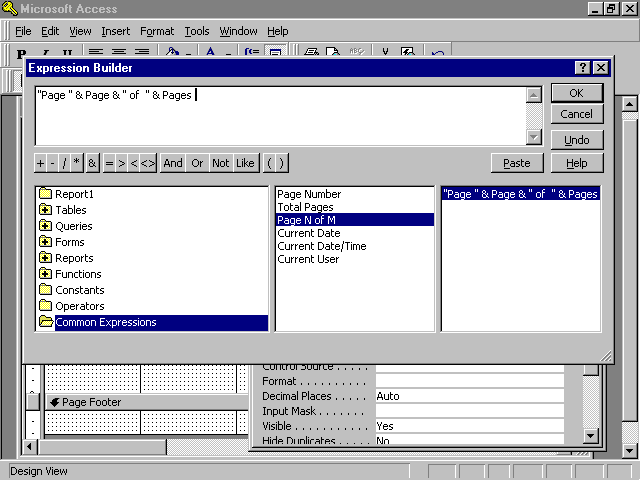 Microsoft Access
File Edit View Insert Format Tools Window Help
Expression Builder
"Page " & Page & " of  " & Pages
OK
Cancel
Undo
+ - / * & = > < <> And Or Not Like ( ) Paste Help
Report1
Tables
Queries
Forms
Reports
Functions
Constants
Operators
Common Expressions
Page Number
Total Pages
Page N of M
Current Date
Current Date/Time
Current User
"Page " & Page & " of  " & Pages
Control Source . . . . .
Format . . . . . . . . . .
Decimal Places . . . . . Auto
Input Mask . . . . . . .
Visible . . . . . . . . . . . Yes
Hide Duplicates . . . . No
Page Footer
Design View